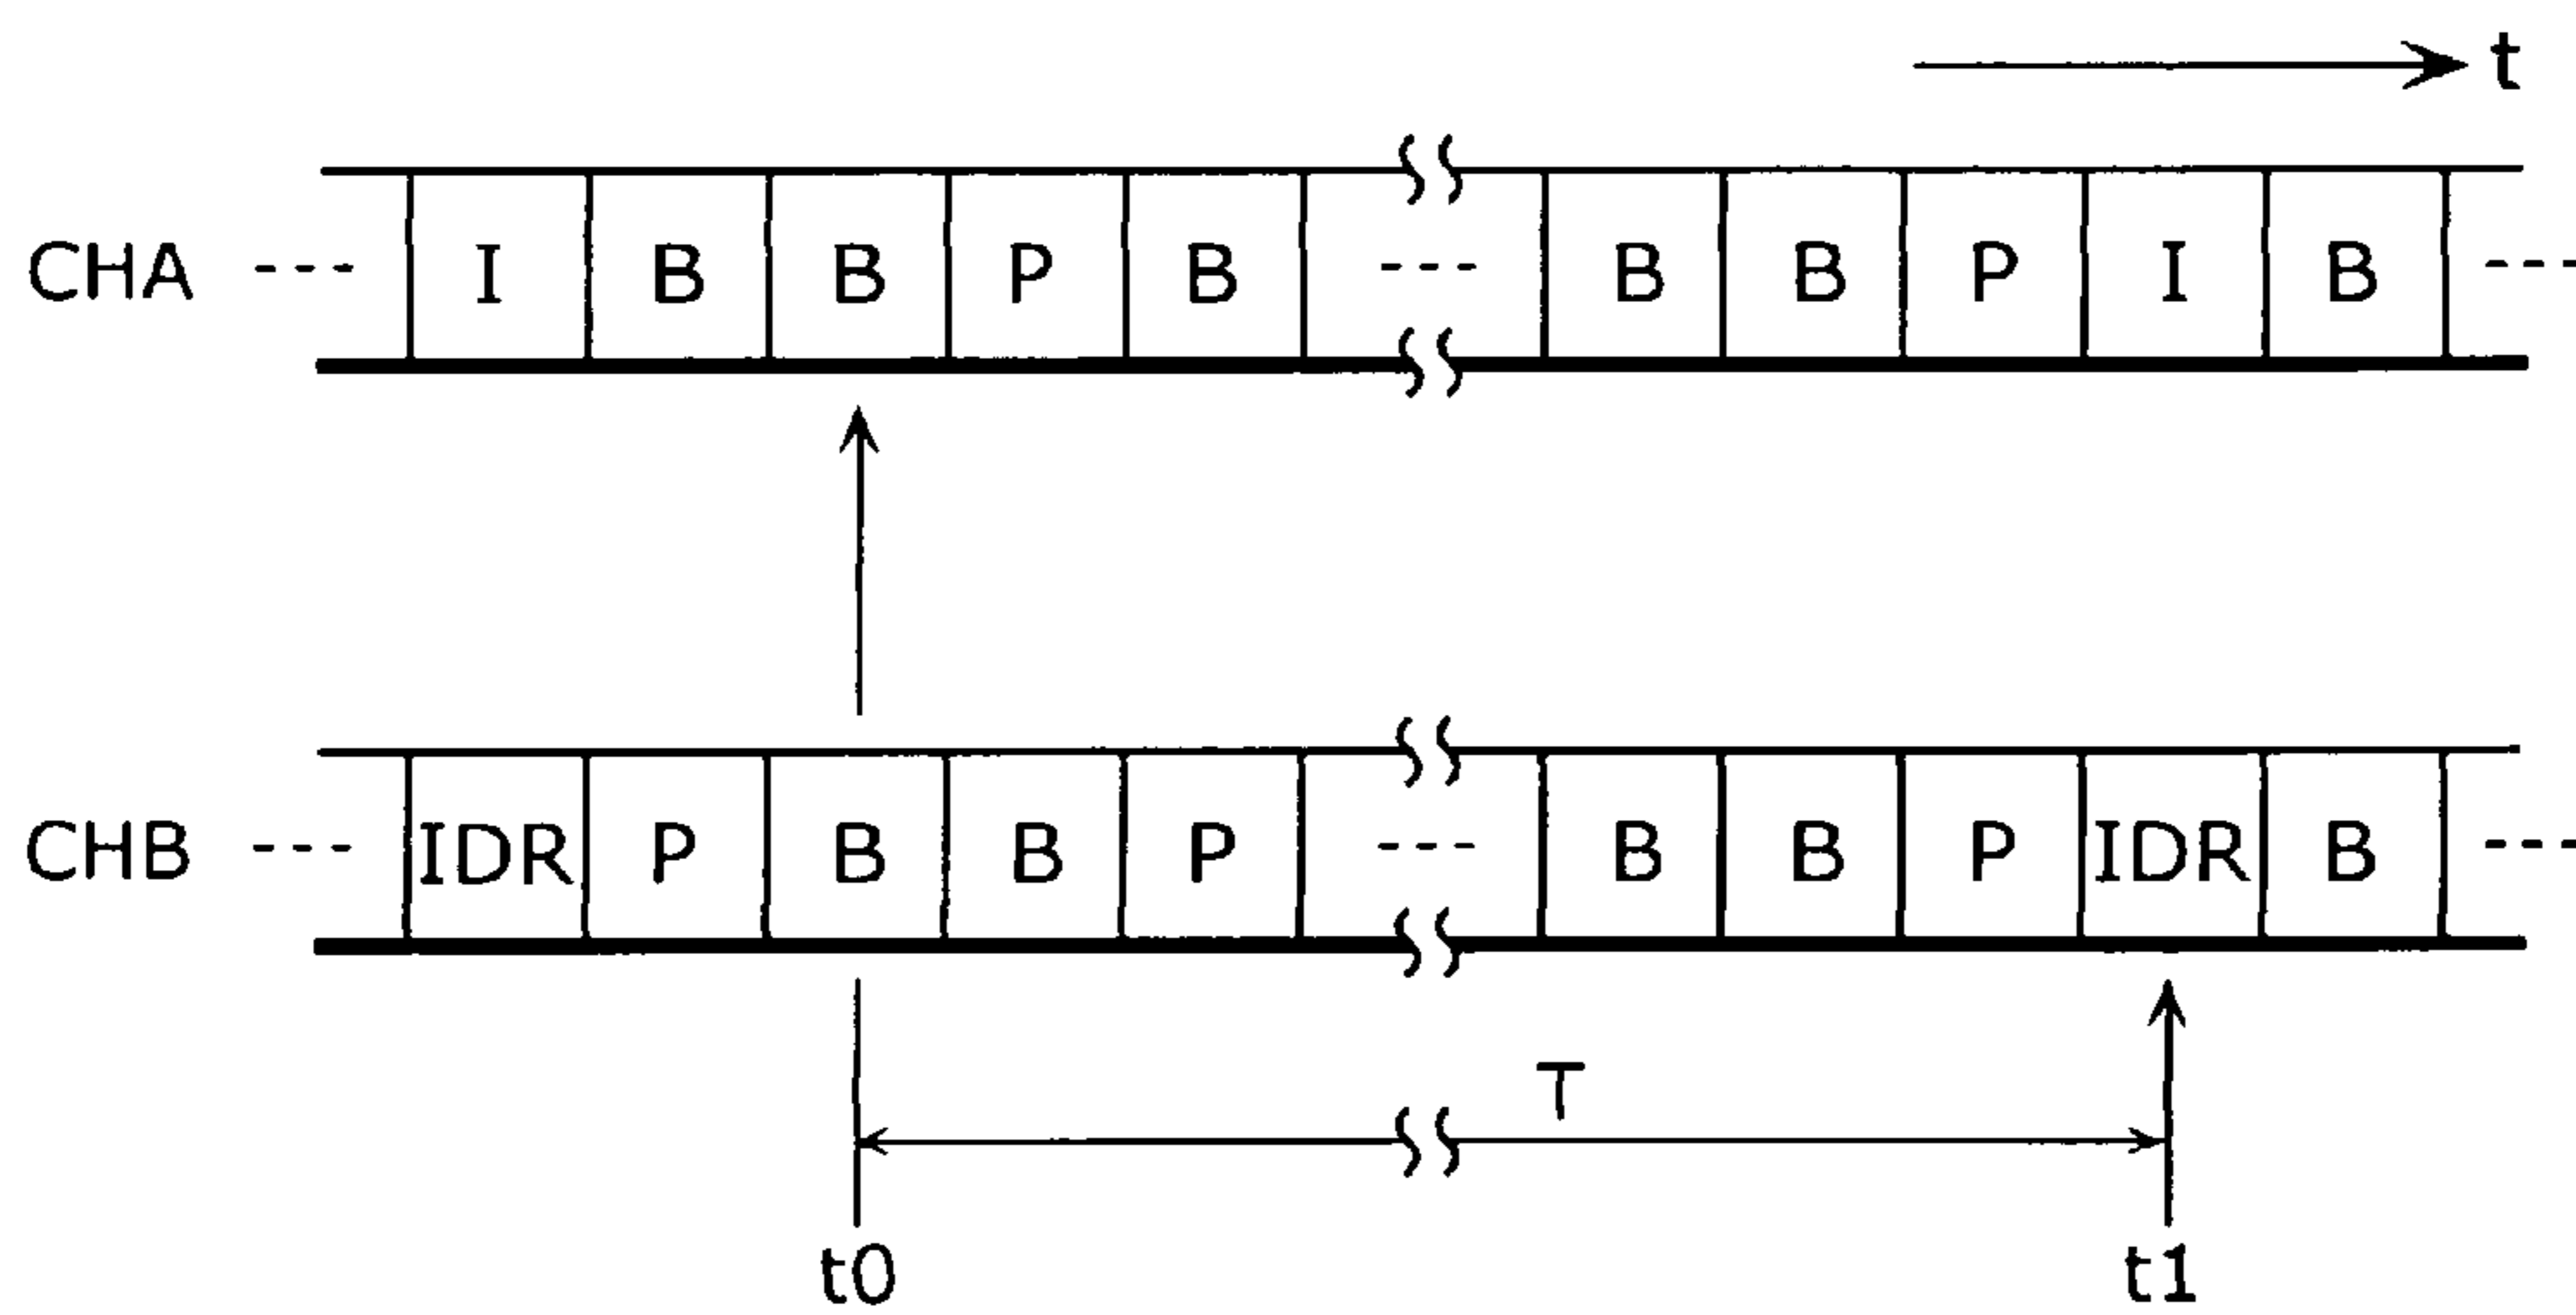 t
CHA --- I B B P B --- B B P I B ---
CHB --- IDR P B B P --- B B P IDR B ---
T
t0 t1